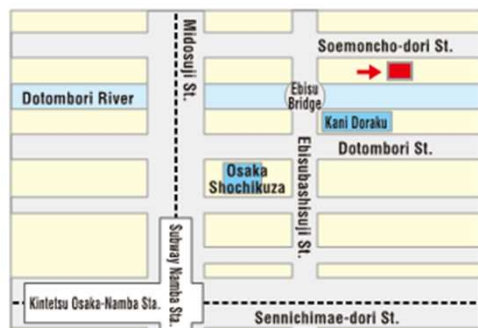 Soemoncho-dori St.
Midosuji St.
Dotombori River
Ebisu
Bridge
Kani Doraku
Dotombori St.
Osaka
Shochikuza
Ebisubashisuji St.
Subway Namba Sta.
Kintetsu Osaka-Namba Sta.
Sennichimae-dori St.